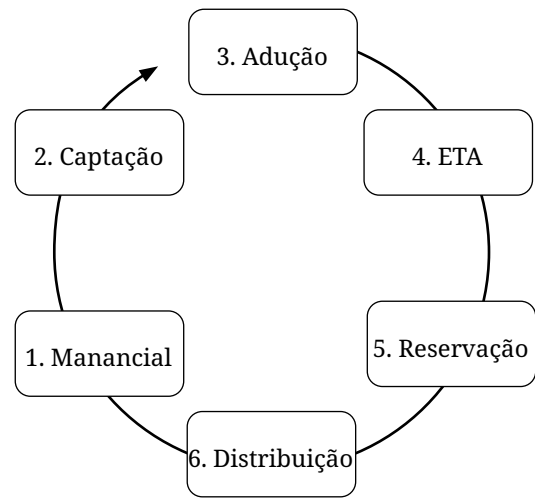 3. Adução
2. Captação
4. ETA
1. Manancial
5. Reservação
6. Distribuição